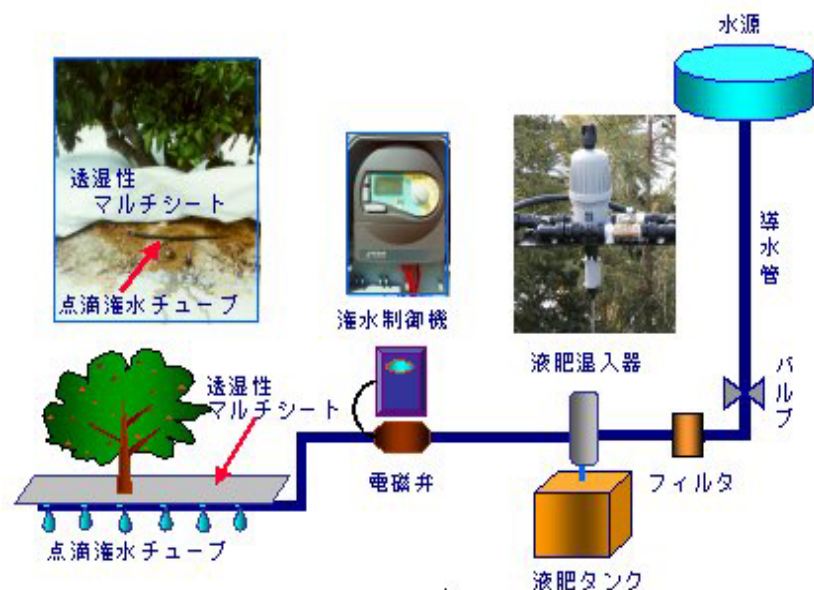 水源
透湿性
マルチシート
点滴潅水チューブ
潅水制御機
液肥混入器
導水管
バルブ
透湿性
マルチシート
電磁弁
フィルタ
点滴潅水チューブ
液肥タンク